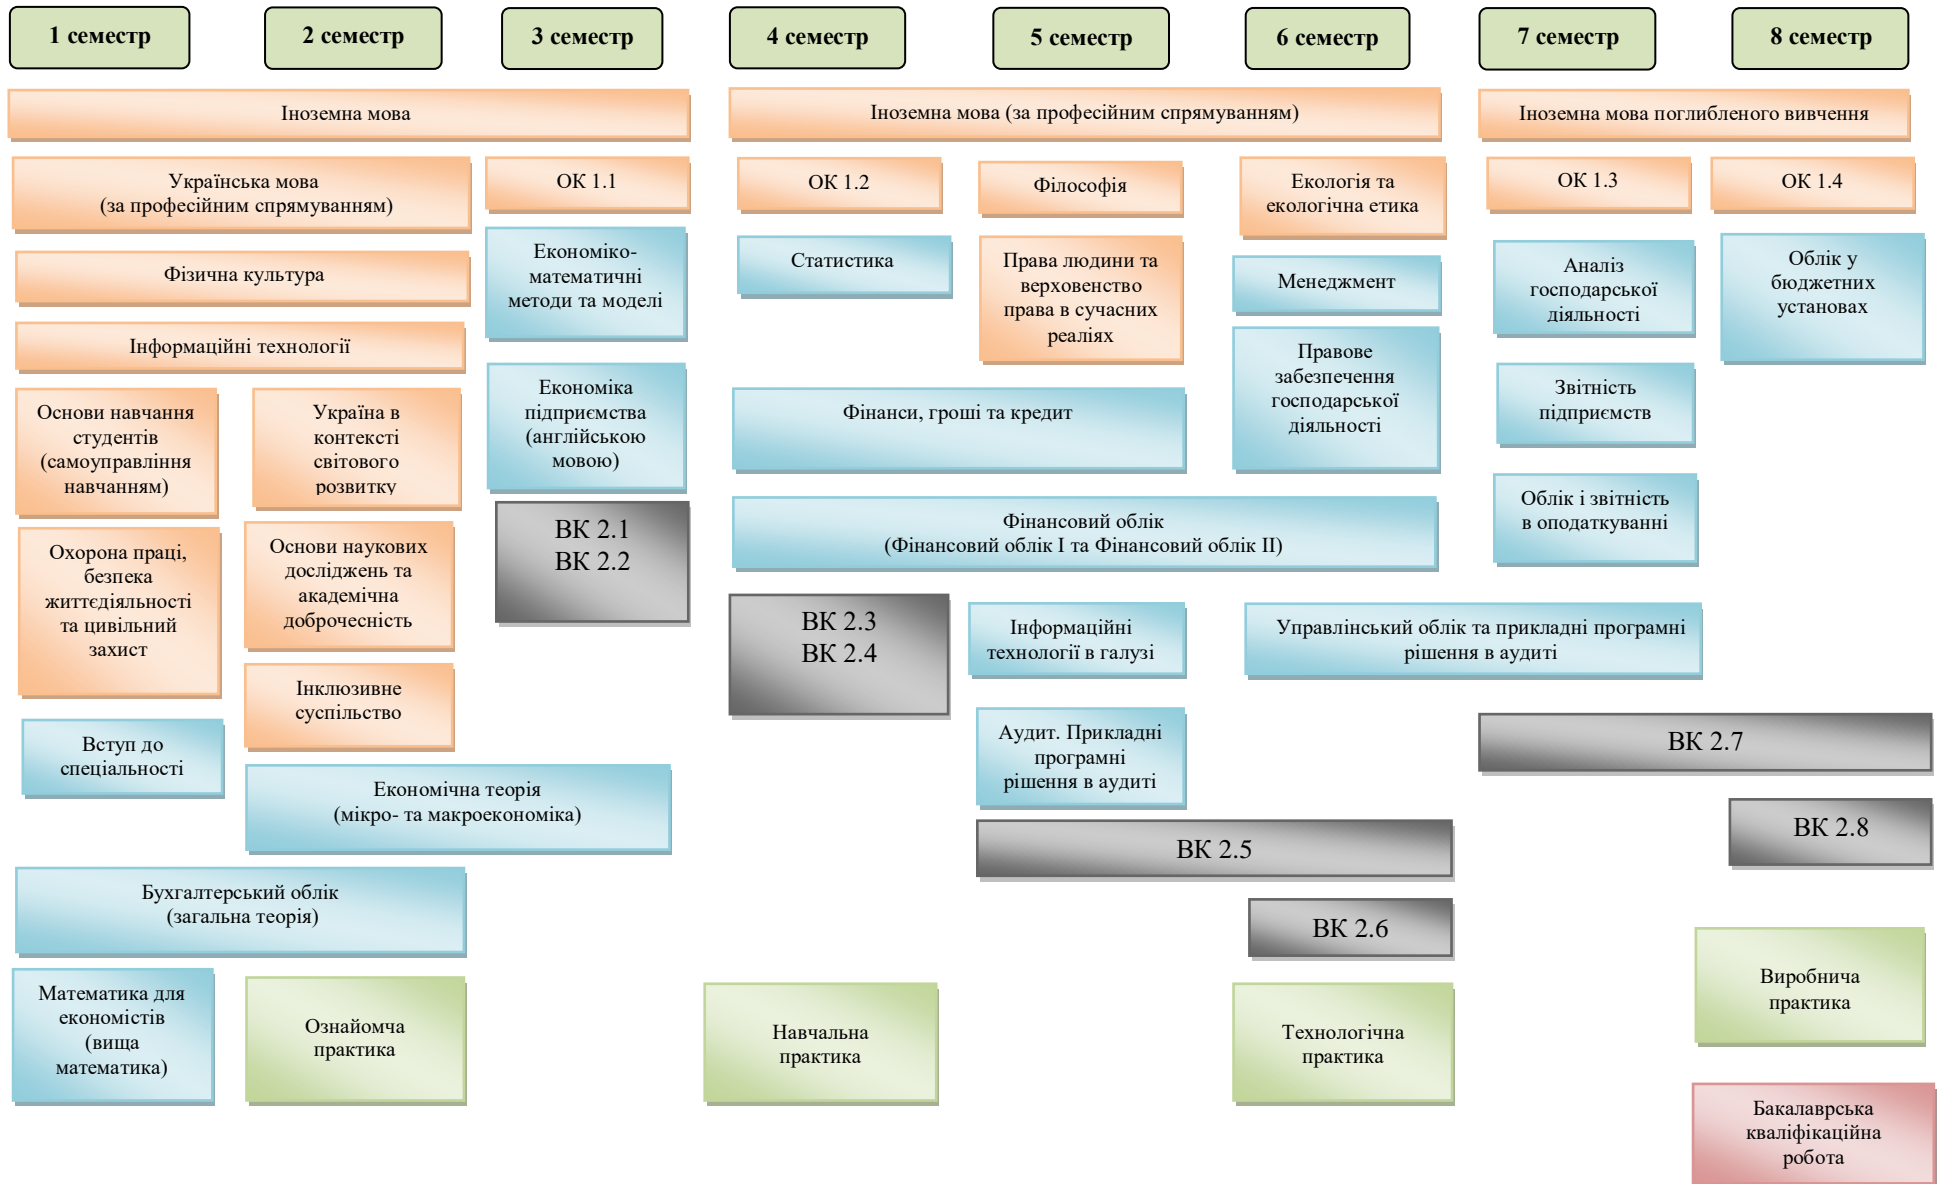 1 семестр
2 семестр
3 семестр
4 семестр
5 семестр
6 семестр
7 семестр
8 семестр
Іноземна мова
Іноземна мова (за професійним спрямуванням)
Іноземна мова поглибленого вивчення
Українська мова
(за професійним спрямуванням)
ОК 1.1
ОК 1.2
Філософія
Екологія та
екологічна етика
ОК 1.3
ОК 1.4
Фізична культура
Економіко-
математичні
методи та моделі
Статистика
Права людини та
верховенство
права в сучасних
реаліях
Менеджмент
Аналіз
господарської
діяльності
Облік у
бюджетних
установах
Інформаційні технології
Правове
забезпечення
господарської
діяльності
Основи навчання
студентів
(самоуправління
навчанням)
Україна в
контексті
світового
розвитку
Економіка
підприємства
(англійською
мовою)
Фінанси, гроші та кредит
Звітність
підприємств
Облік і звітність
в оподаткуванні
ВК 2.1
ВК 2.2
Фінансовий облік
(Фінансовий облік І та Фінансовий облік ІІ)
Охорона праці,
безпека
життєдіяльності
та цивільний
захист
Основи наукових
досліджень та
академічна
доброчесність
ВК 2.3
ВК 2.4
Інформаційні
технології в галузі
Управлінський облік та прикладні програмні
рішення в аудиті
Інклюзивне
суспільство
Вступ до
спеціальності
Аудит. Прикладні
програмні
рішення в аудиті
ВК 2.7
Економічна теорія
(мікро- та макроекономіка)
ВК 2.5
ВК 2.8
Бухгалтерський облік
(загальна теорія)
ВК 2.6
Математика для
економістів
(вища
математика)
Ознайомча
практика
Навчальна
практика
Технологічна
практика
Виробнича
практика
Бакалаврська
кваліфікаційна
робота